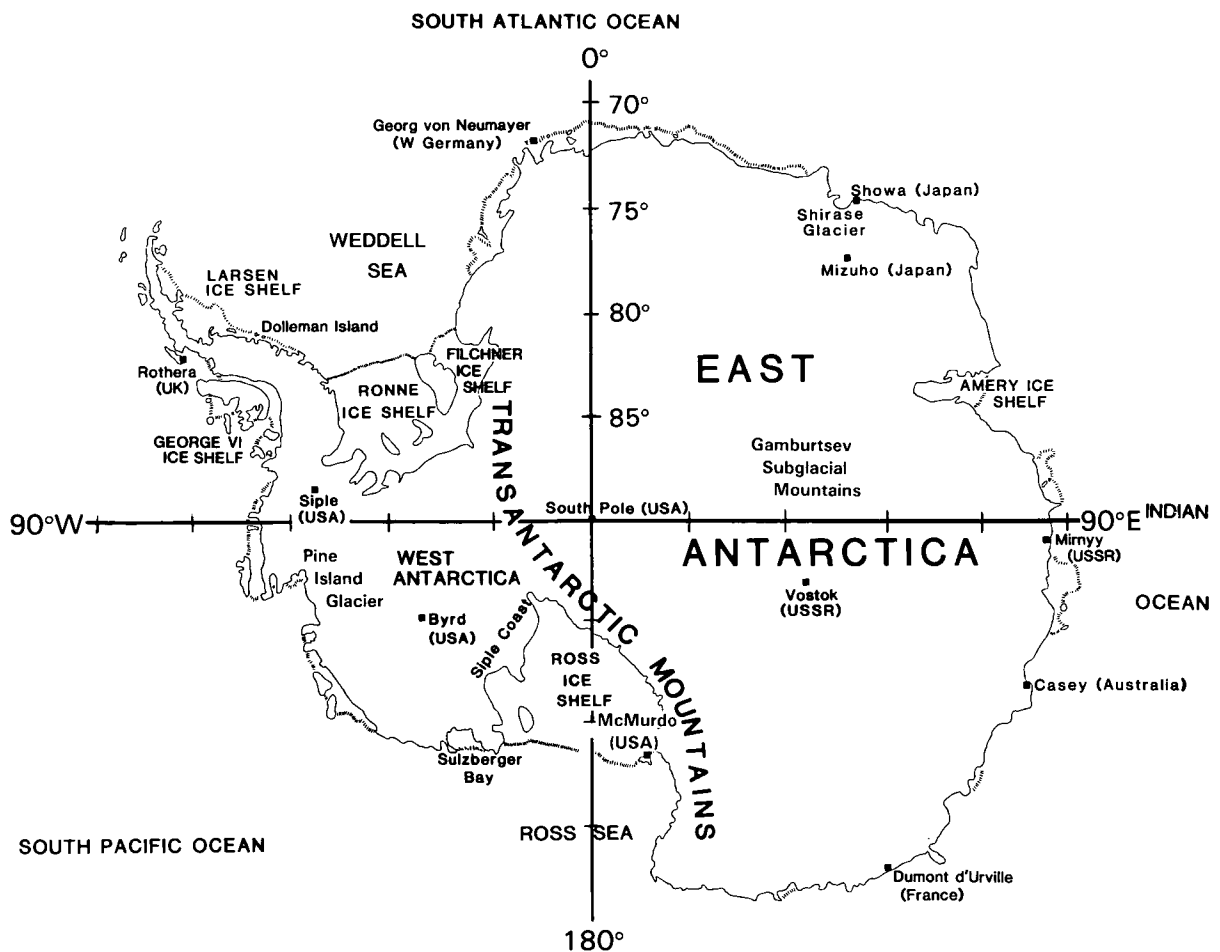 SOUTH ATLANTIC OCEAN
0°
70°
Georg von Neumayer
(W Germany)
75°
Showa (Japan)
Shirase
Glacier
Mizuho (Japan)
WEDDELL
SEA
LARSEN
ICE SHELF
Dolleman Island
80°
Rothera
(UK)
FILCHNER
ICE
SHELF
RONNE
ICE SHELF
EAST
AMERY ICE
SHELF
85°
GEORGE VI
ICE SHELF
Gamburtsev
Subglacial
Mountains
Siple
(USA)
TRANSANTARCTIC MOUNTAINS
South Pole (USA)
90°W
90°E
INDIAN
OCEAN
Mirnyy
(USSR)
ANTARCTICA
WEST
ANTARCTICA
Pine
Island
Glacier
Vostok
(USSR)
Byrd
(USA)
Siple Coast
ROSS
ICE
SHELF
Casey (Australia)
McMurdo
(USA)
Sulzberger
Bay
ROSS SEA
SOUTH PACIFIC OCEAN
Dumont d'Urville
(France)
180°